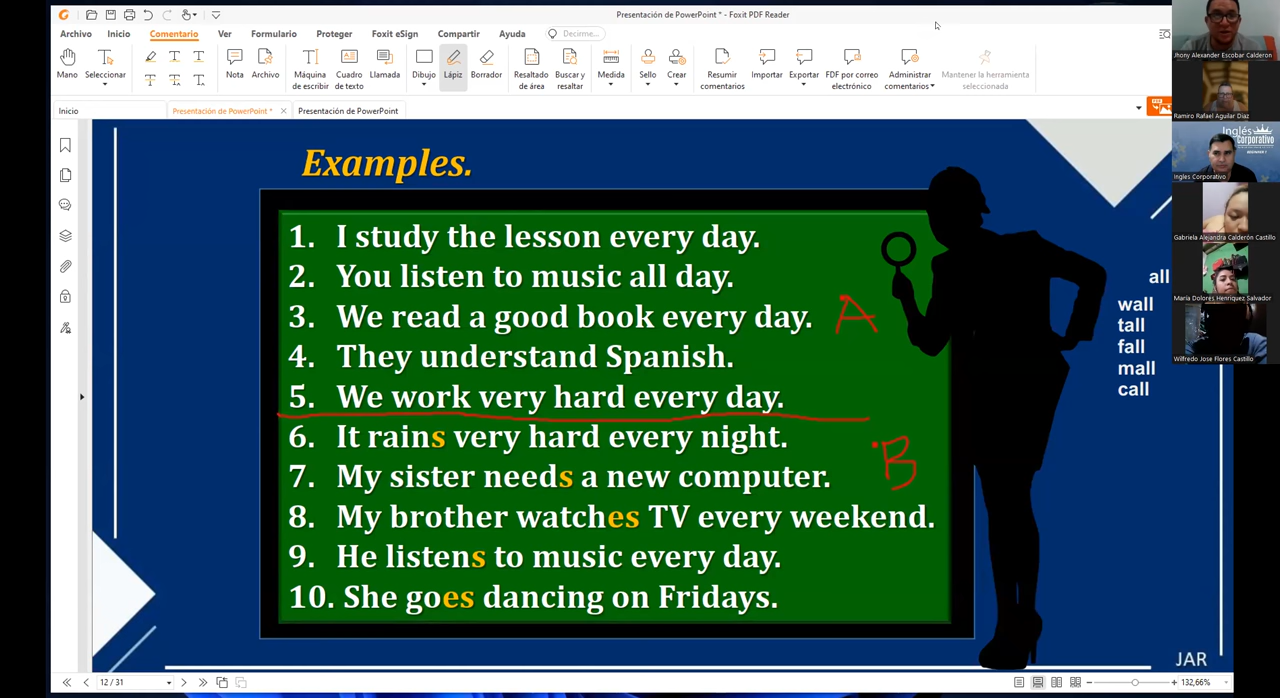 Presentación de PowerPoint * - Foxit PDF Reader
Archivo Inicio Comentario Ver Formulario Proteger Foxit eSign Compartir Ayuda Decirme...
Mano Seleccionar Nota Archivo Máquina de escribir Cuadro de texto Llamada Dibujo Lápiz Borrador Resaltado de área Buscar y resaltar Medida Sello Crear Resumir comentarios Importar Exportar PDF por correo electrónico Administrar comentarios Mantener la herramienta seleccionada
Inicio Presentación de PowerPoint * Presentación de PowerPoint
Examples.
1. I study the lesson every day.
2. You listen to music all day.
3. We read a good book every day. A
4. They understand Spanish.
5. We work very hard every day.
6. It rains very hard every night.
B
7. My sister needs a new computer.
8. My brother watches TV every weekend.
9. He listens to music every day.
10. She goes dancing on Fridays.
all
wall
tall
fall
mall
call
JAR
12 / 31
132,66%
Jhony Alexander Escobar Calderon
Ramiro Rafael Aguilar Diaz
Inglés
Corporativo
Ingles Corporativo
Gabriela Alejandra Calderón Castillo
María Dolores Henriquez Salvador
Wilfredo Jose Flores Castillo